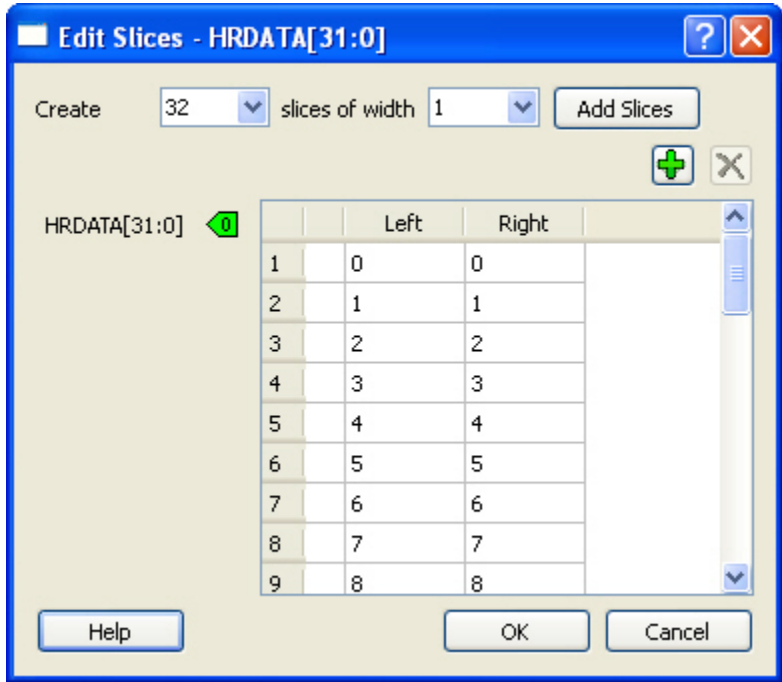 Edit Slices - HRDATA[31:0] ?
Create 32 slices of width 1 Add Slices
HRDATA[31:0] 0
Left Right
1 0 0
2 1 1
3 2 2
4 3 3
5 4 4
6 5 5
7 6 6
8 7 7
9 8 8
Help OK Cancel